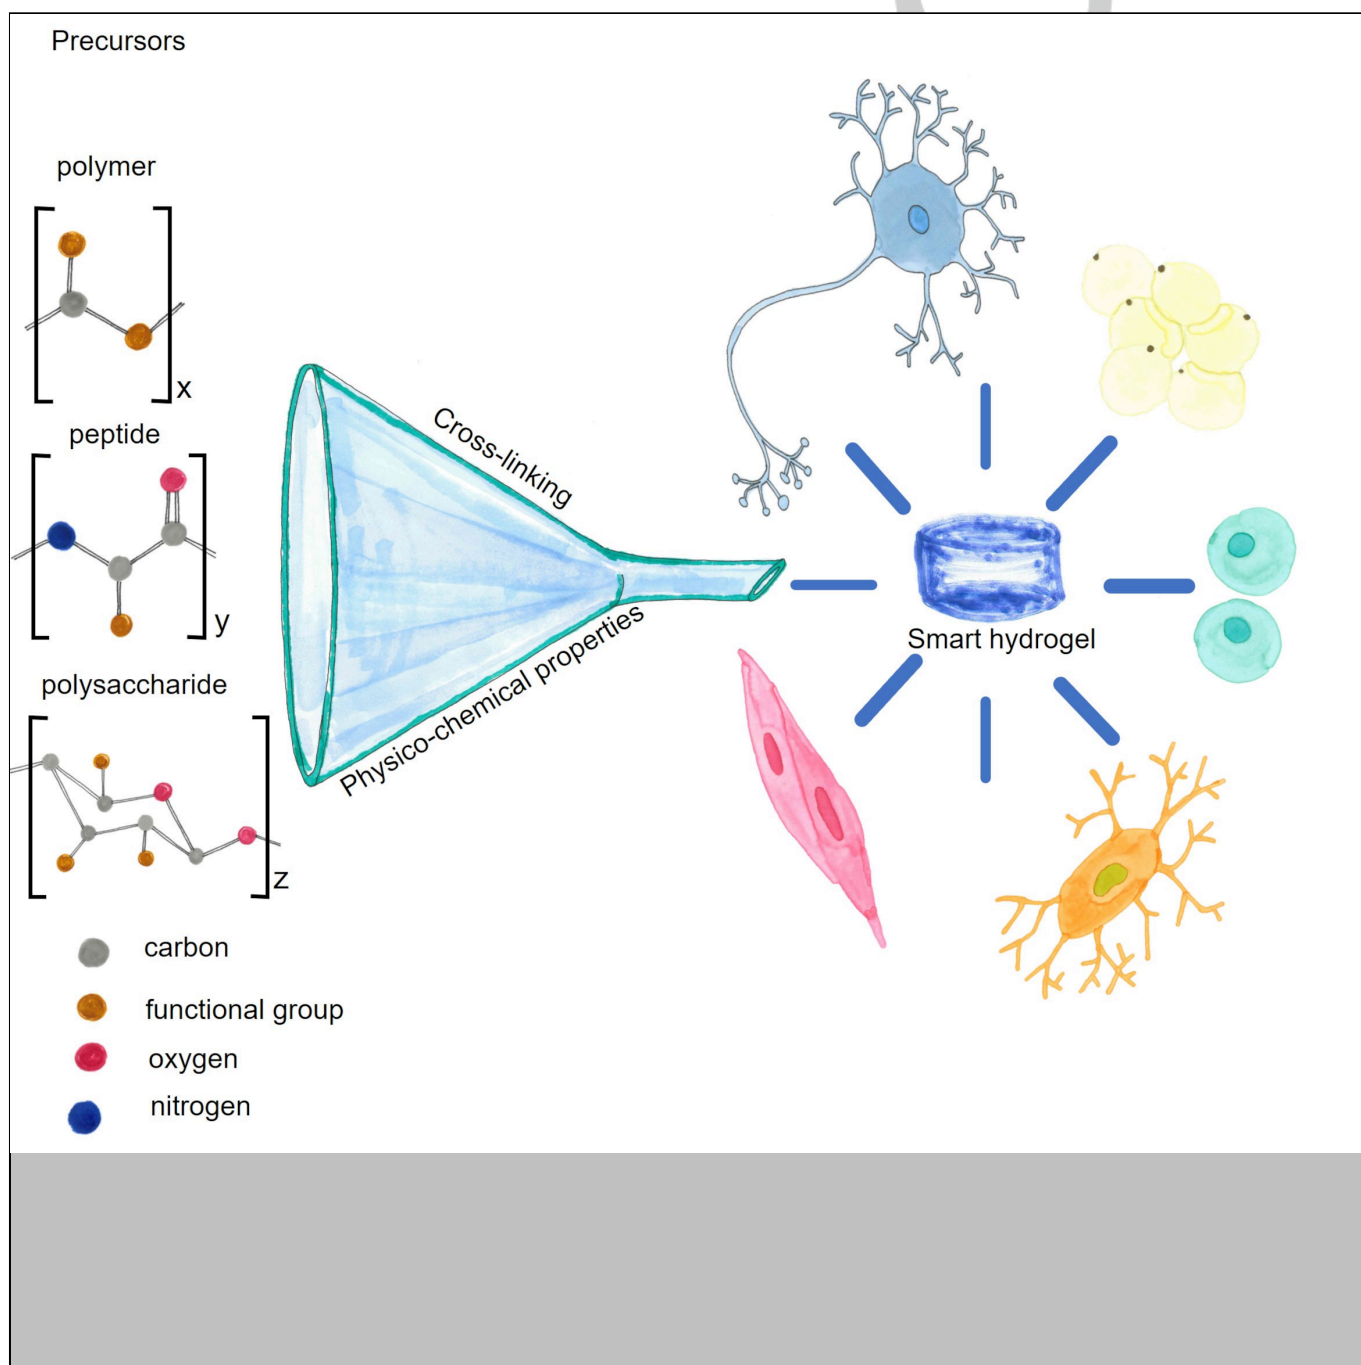 Precursors
polymer
x
peptide
y
polysaccharide
z
carbon
functional group
oxygen
nitrogen
Cross-linking
Physico-chemical properties
Smart hydrogel